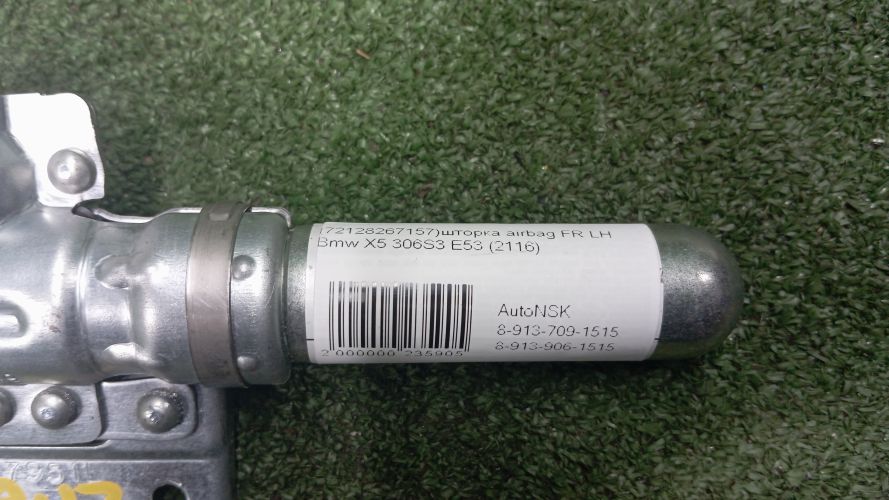 (72128267157)шторка airbag FR LH
Bmw X5 306S3 E53 (2116)
AutoNSK
8-913-709-1515
8-913-906-1515
2 000000 235905